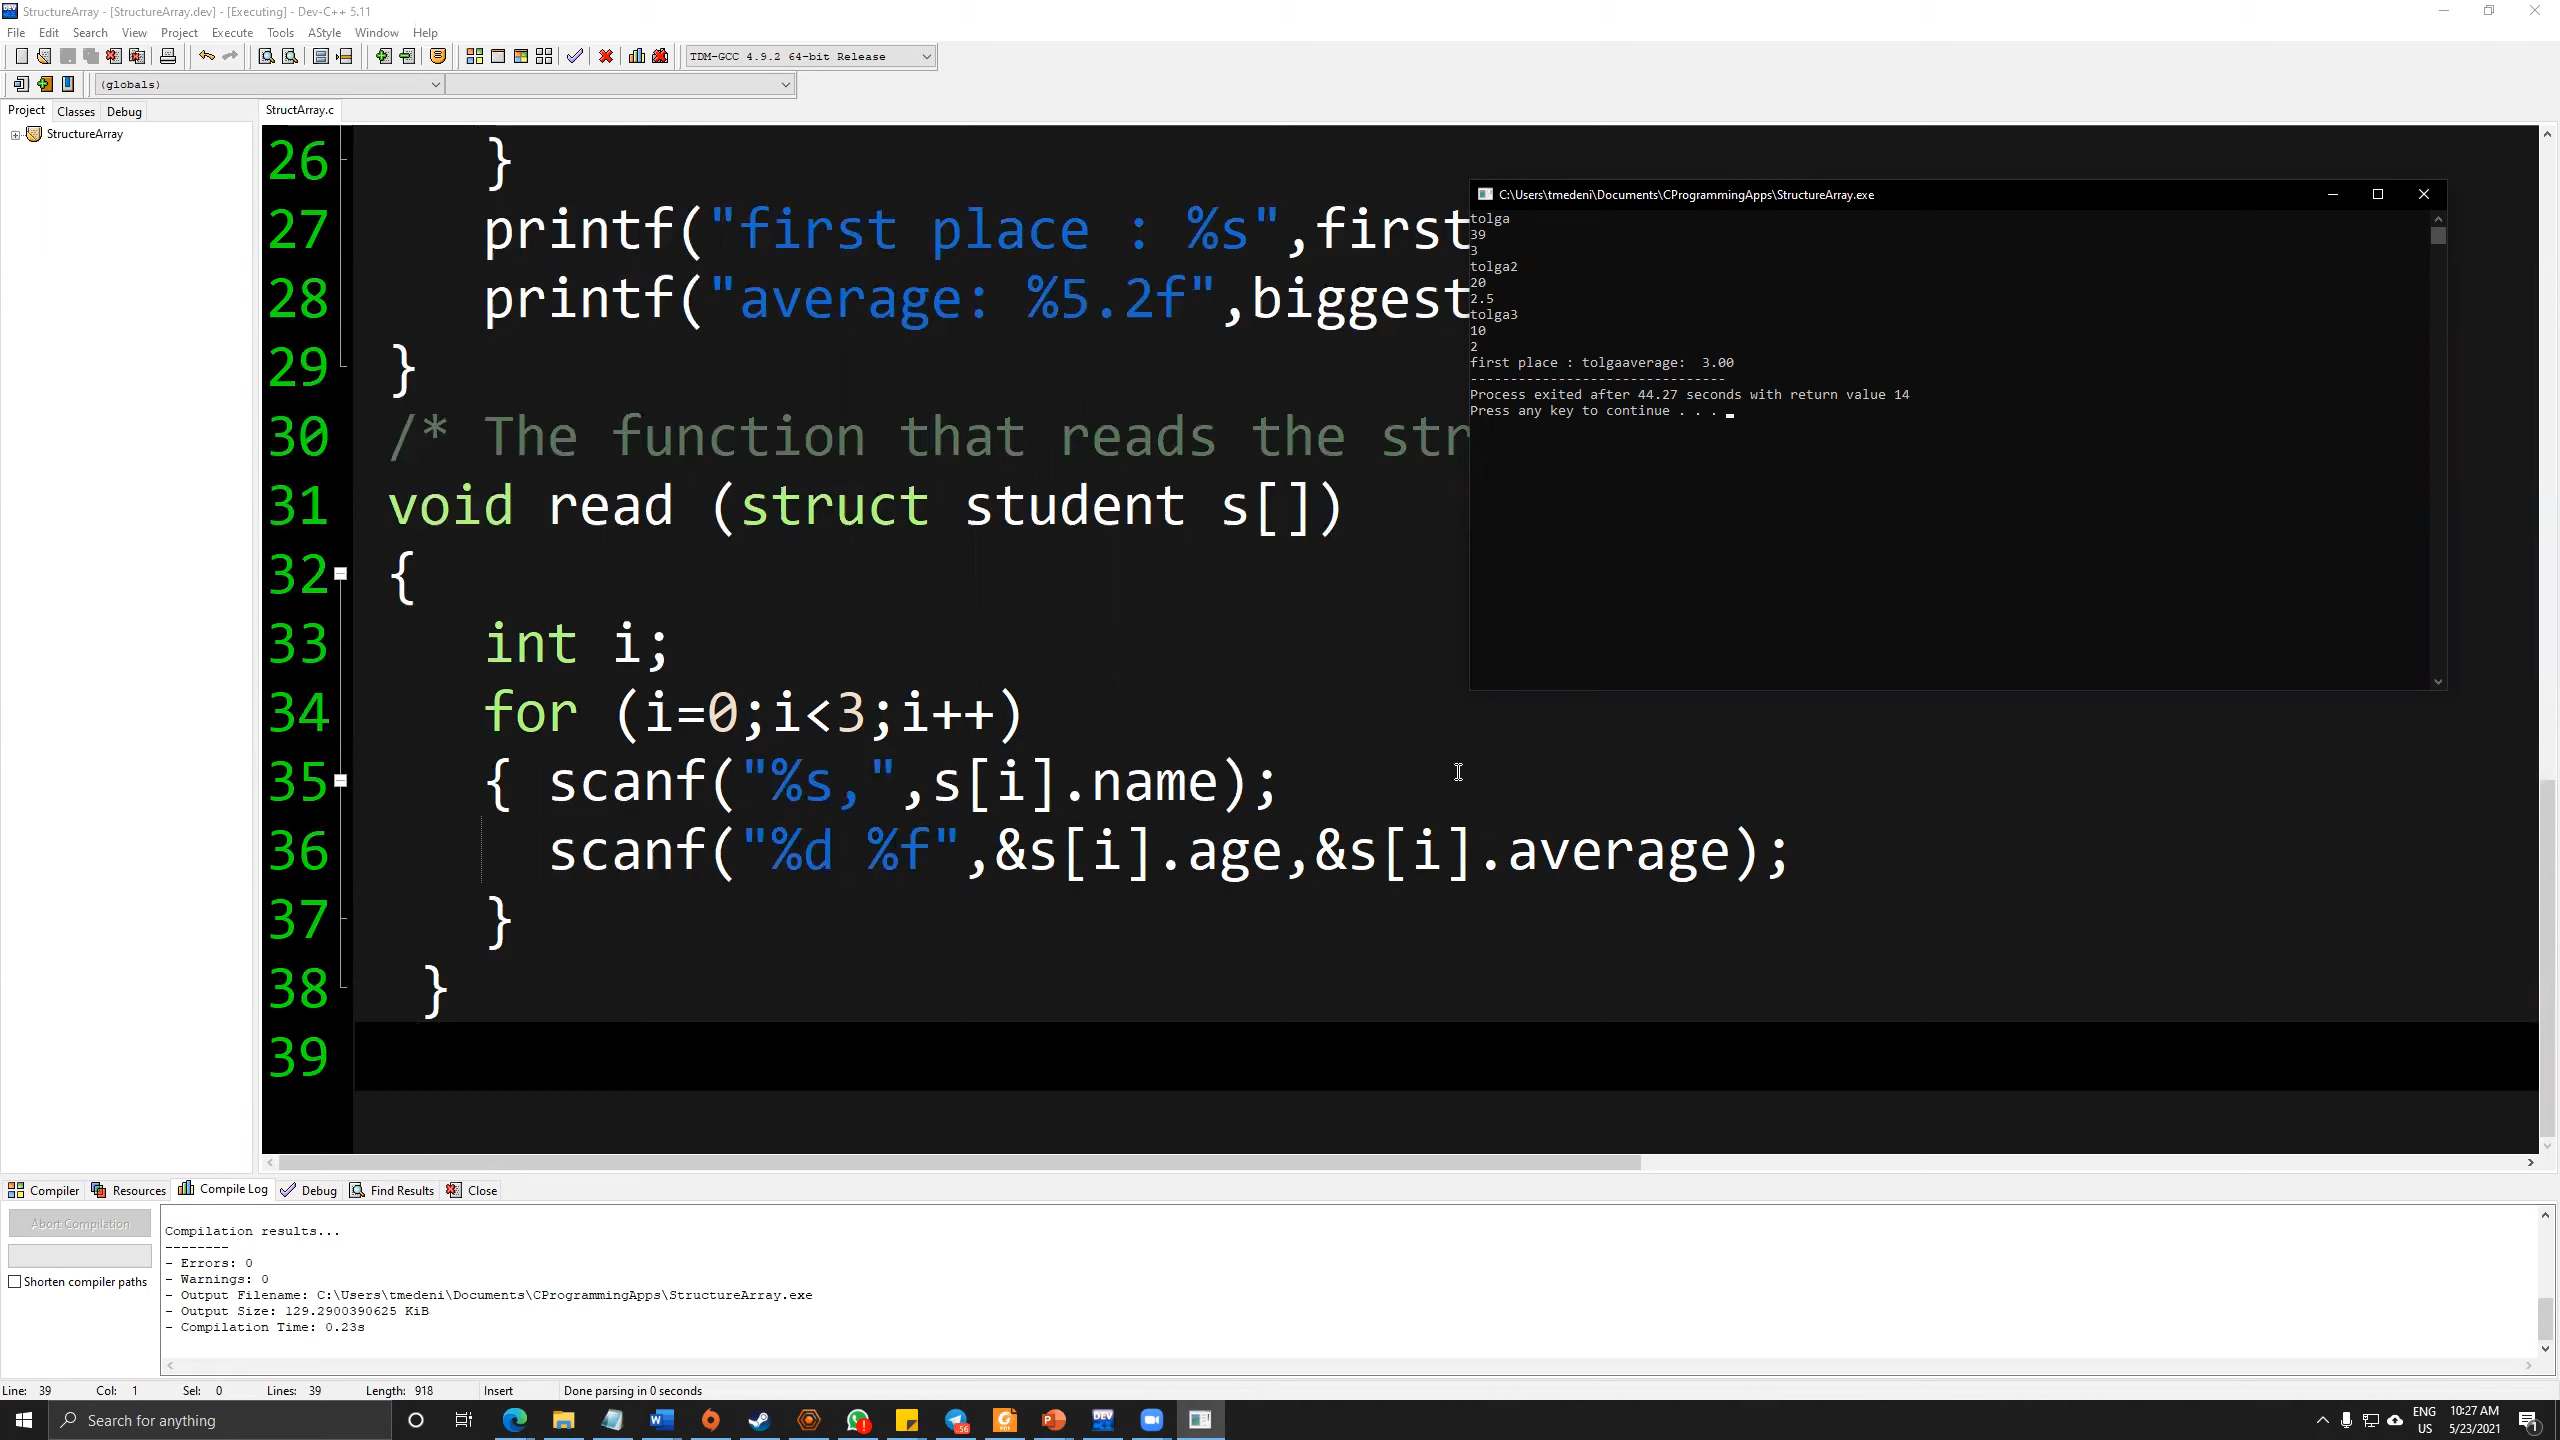 StructureArray - [StructureArray.dev] - [Executing] - Dev-C++ 5.11
File Edit Search View Project Execute Tools AStyle Window Help
TDM-GCC 4.9.2 64-bit Release
(globals)
Project Classes Debug
StructArray.c
StructureArray
26 }
27 printf("first place : %s",first
28 printf("average: %5.2f",biggest
29 }
30 /* The function that reads the str
31 void read (struct student s[])
32 {
33 int i;
34 for (i=0;i<3;i++)
35 { scanf("%s,",s[i].name);
36 scanf("%d %f",&s[i].age,&s[i].average);
37 }
38 }
39
C:\Users\tmedeni\Documents\CProgrammingApps\StructureArray.exe
tolga
39
3
tolga2
20
2.5
tolga3
10
2
first place : tolgaaverage:  3.00
--------------------------------
Process exited after 44.27 seconds with return value 14
Press any key to continue . . .
Compiler Resources Compile Log Debug Find Results Close
Abort Compilation
Shorten compiler paths
Compilation results...
--------
- Errors: 0
- Warnings: 0
- Output Filename: C:\Users\tmedeni\Documents\CProgrammingApps\StructureArray.exe
- Output Size: 129.2900390625 KiB
- Compilation Time: 0.23s
Line: 39 Col: 1 Sel: 0 Lines: 39 Length: 918 Insert Done parsing in 0 seconds
Search for anything
ENG
US
10:27 AM
5/23/2021